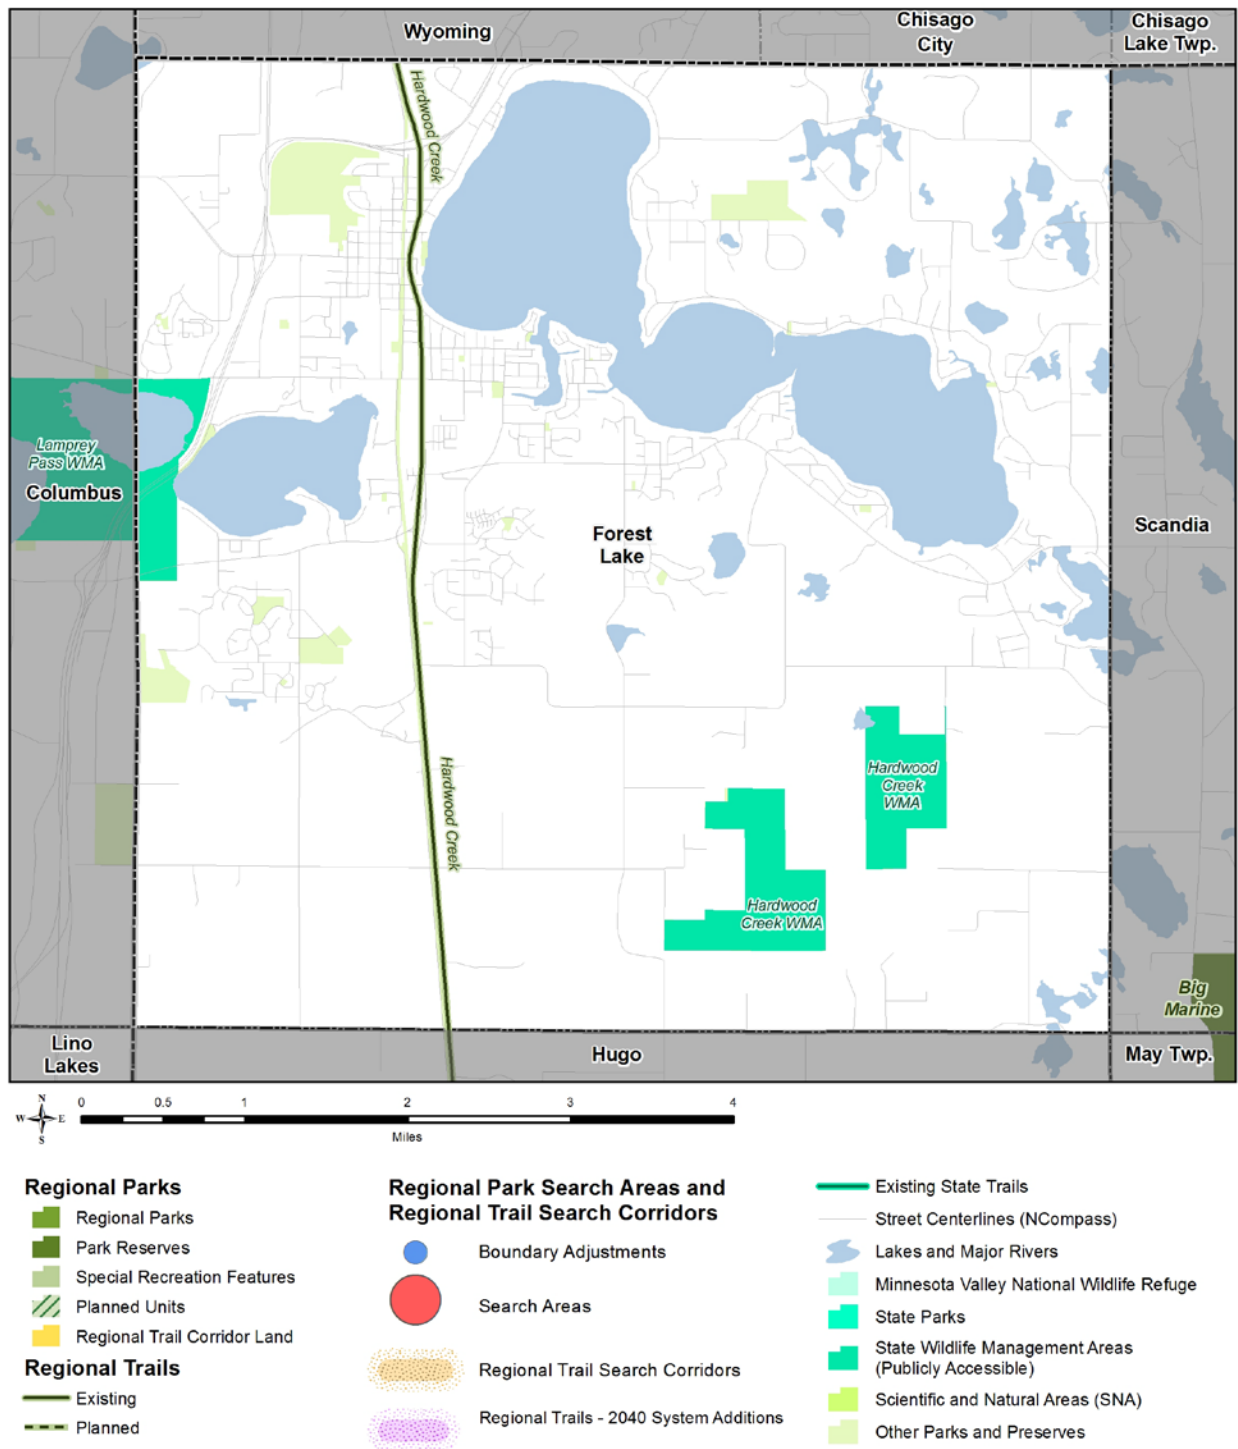 Wyoming
Chisago
City
Chisago
Lake Twp.
Hardwood Creek
Lamprey
Pass WMA
Columbus
Forest
Lake
Scandia
Hardwood
Creek
WMA
Hardwood Creek
Hardwood
Creek WMA
Big
Marine
Lino
Lakes
Hugo
May Twp.
N
W E
S
0 0.5 1 2 3 4
Miles
Regional Parks
Regional Parks
Park Reserves
Special Recreation Features
Planned Units
Regional Trail Corridor Land
Regional Trails
Existing
Planned
Regional Park Search Areas and
Regional Trail Search Corridors
Boundary Adjustments
Search Areas
Regional Trail Search Corridors
Regional Trails - 2040 System Additions
Existing State Trails
Street Centerlines (NCompass)
Lakes and Major Rivers
Minnesota Valley National Wildlife Refuge
State Parks
State Wildlife Management Areas
(Publicly Accessible)
Scientific and Natural Areas (SNA)
Other Parks and Preserves